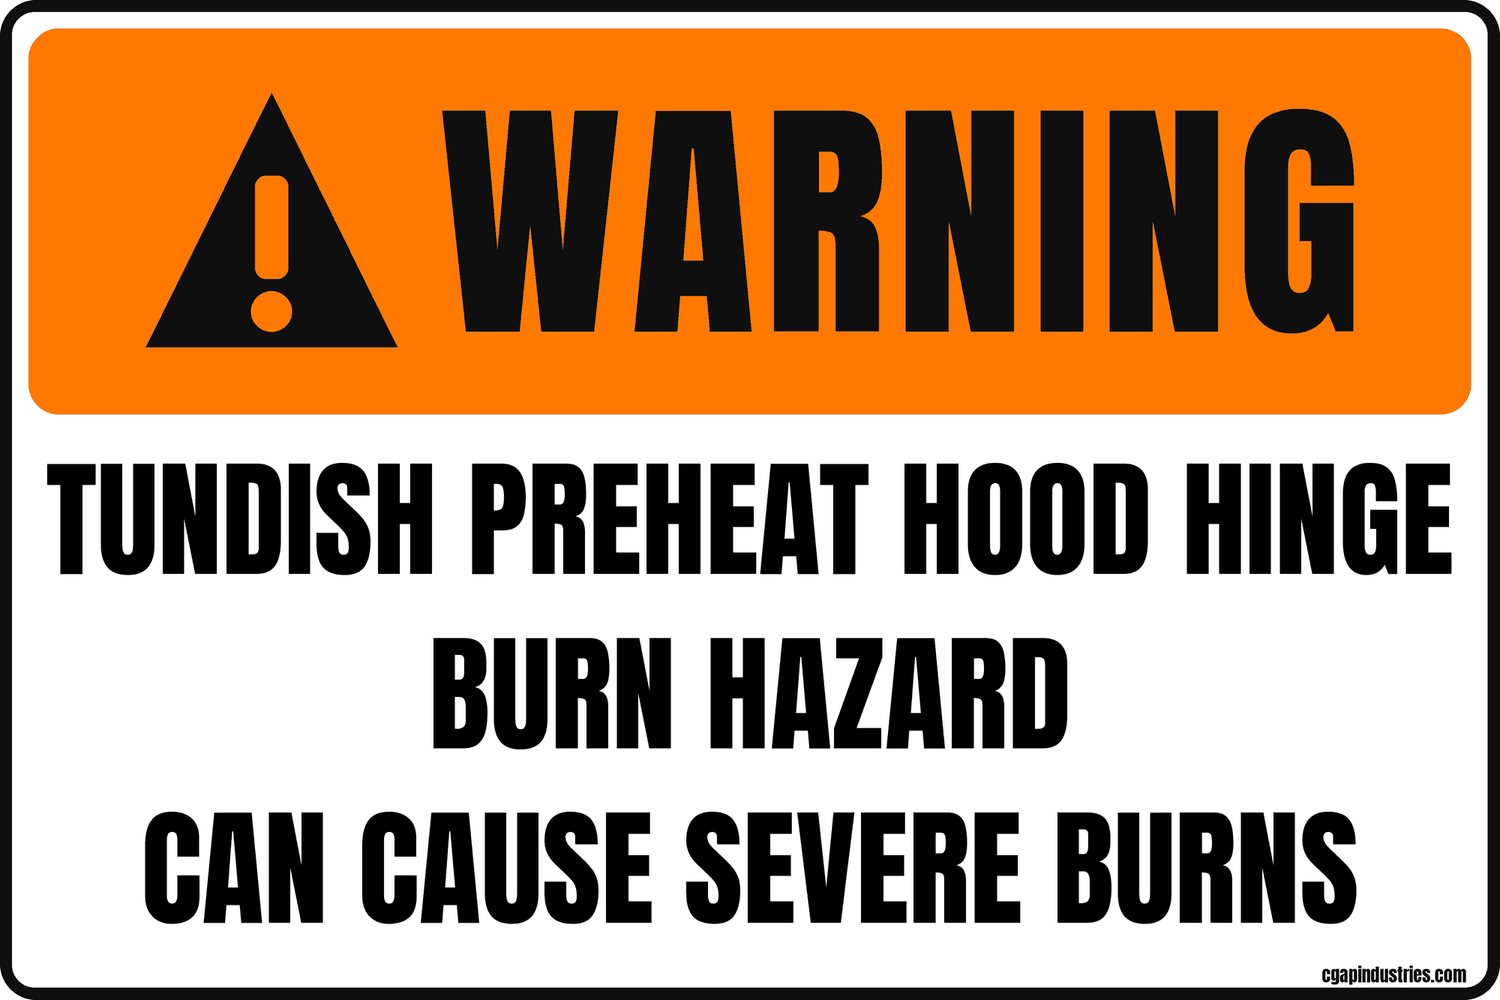 WARNING
TUNDISH PREHEAT HOOD HINGE
BURN HAZARD
CAN CAUSE SEVERE BURNS
cgapindustries.com